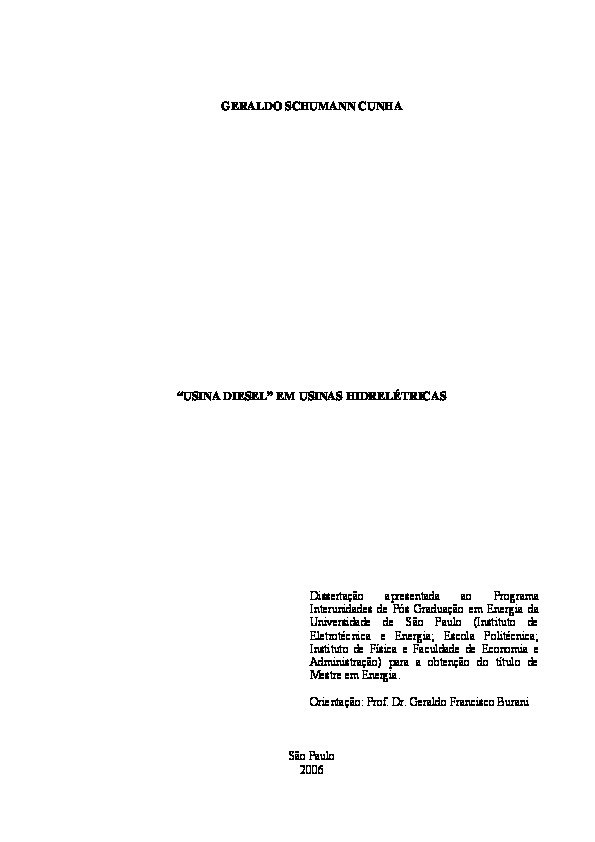 GERALDO SCHUMANN CUNHA
“USINA DIESEL” EM USINAS HIDRELÉTRICAS
Dissertação apresentada ao Programa
Interunidades de Pós Graduação em Energia da
Universidade de São Paulo (Instituto de
Eletrotécnica e Energia; Escola Politécnica;
Instituto de Física e Faculdade de Economia e
Administração) para a obtenção do título de
Mestre em Energia.
Orientação: Prof. Dr. Geraldo Francisco Burani
São Paulo
2006